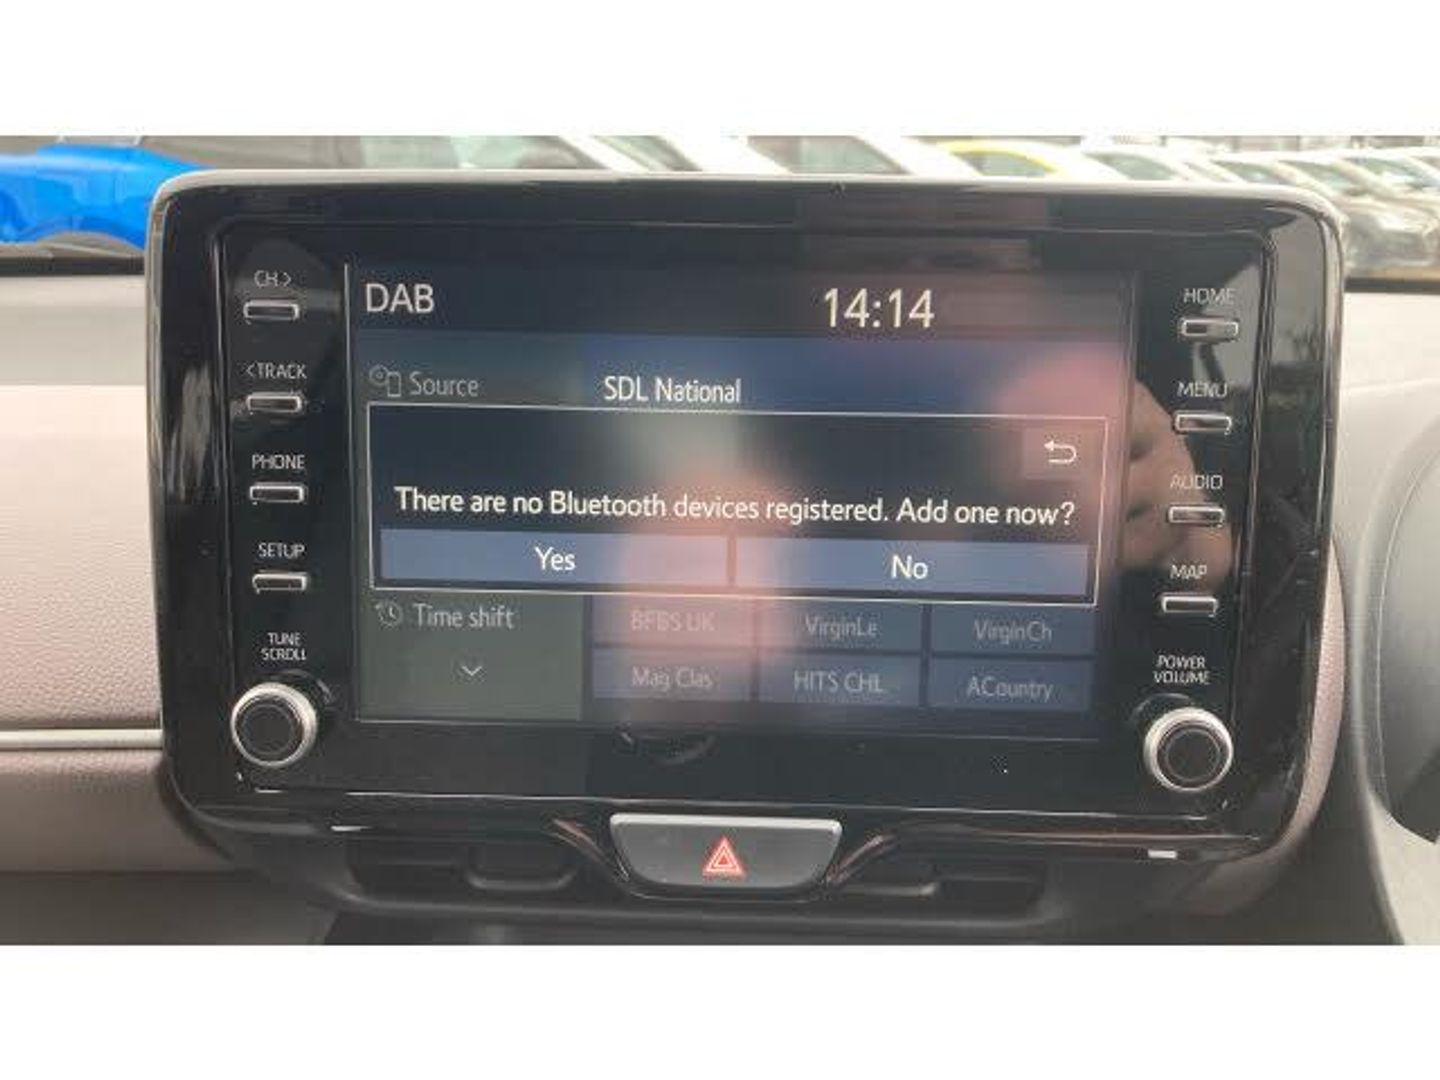 CH>
<TRACK
PHONE
SETUP
TUNE
SCROLL
DAB
14:14
Source
SDL National
There are no Bluetooth devices registered. Add one now?
Yes
No
Time shift
BFBS UK
VirginLe
VirginCh
Mag Clas
HITS CHL
ACountry
HOME
MENU
AUDIO
MAP
POWER
VOLUME